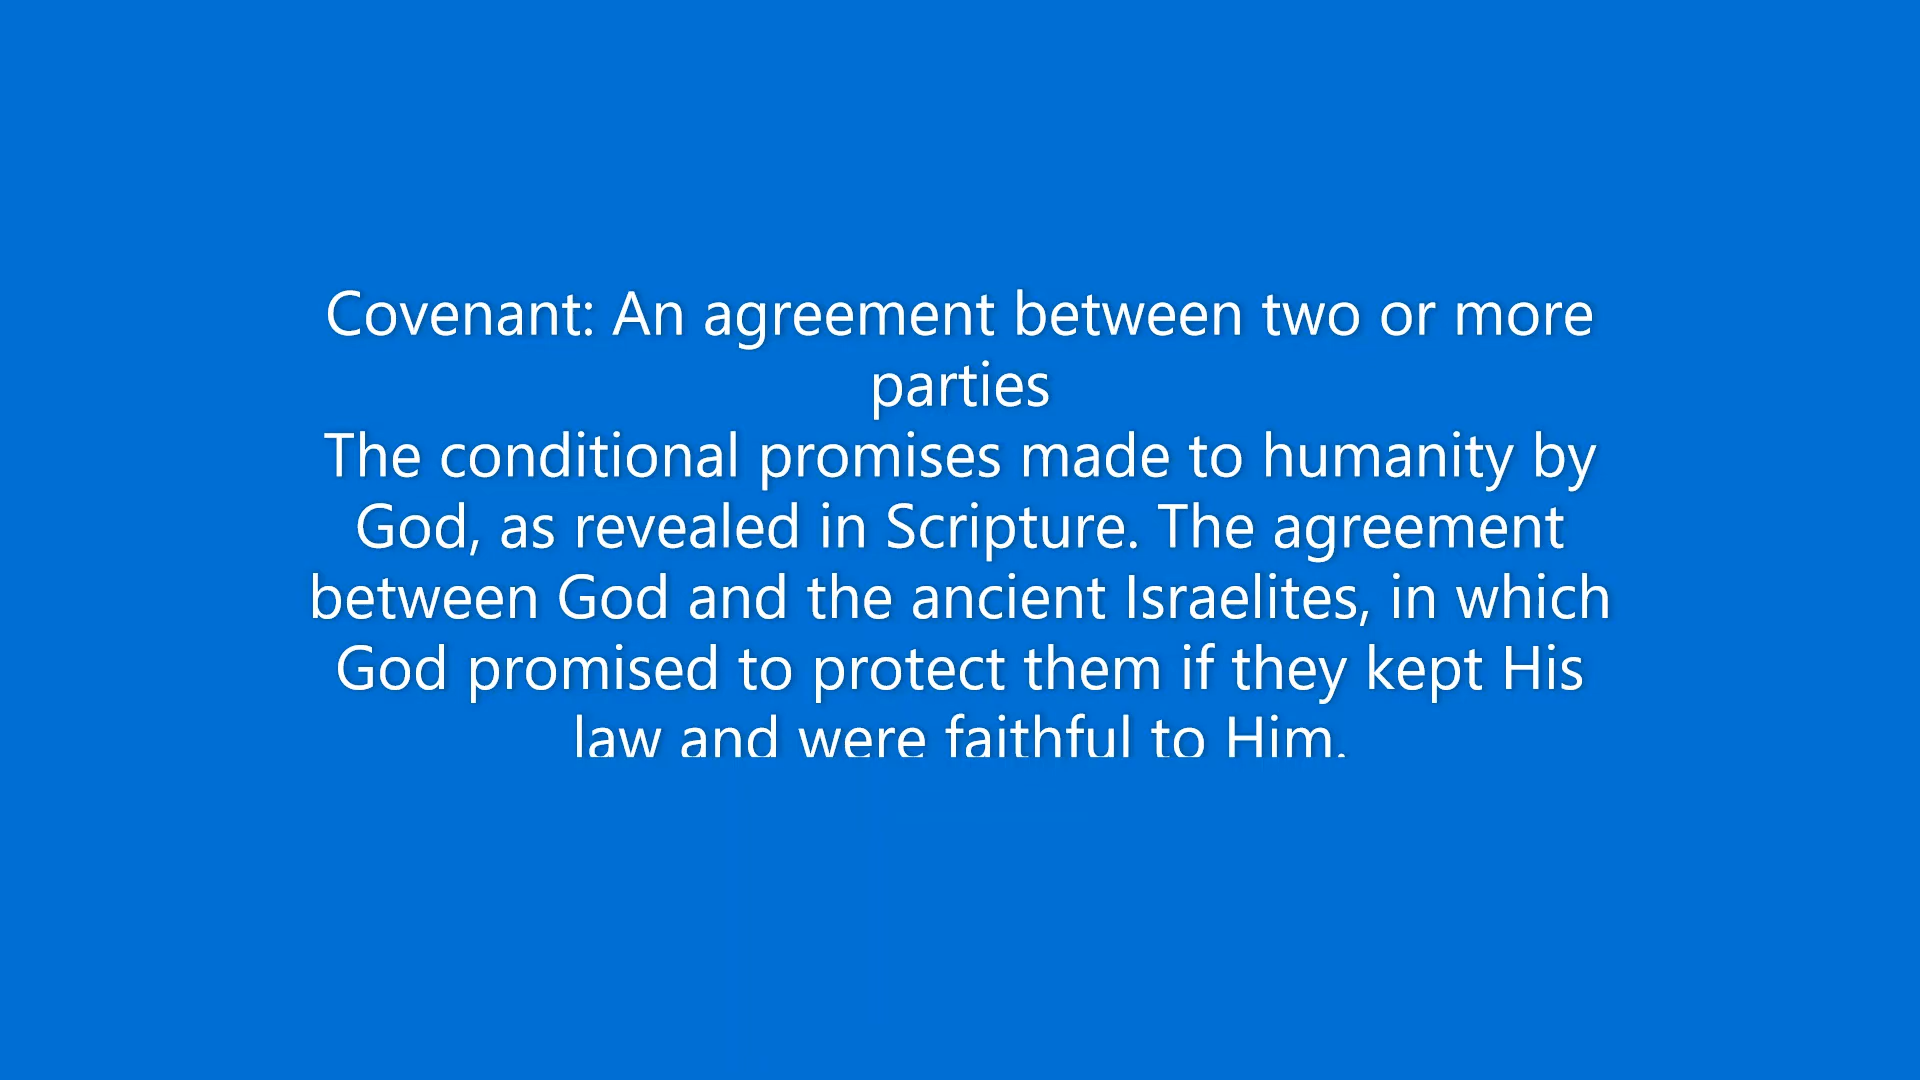 Covenant: An agreement between two or more
parties
The conditional promises made to humanity by
God, as revealed in Scripture. The agreement
between God and the ancient Israelites, in which
God promised to protect them if they kept His
law and were faithful to Him.